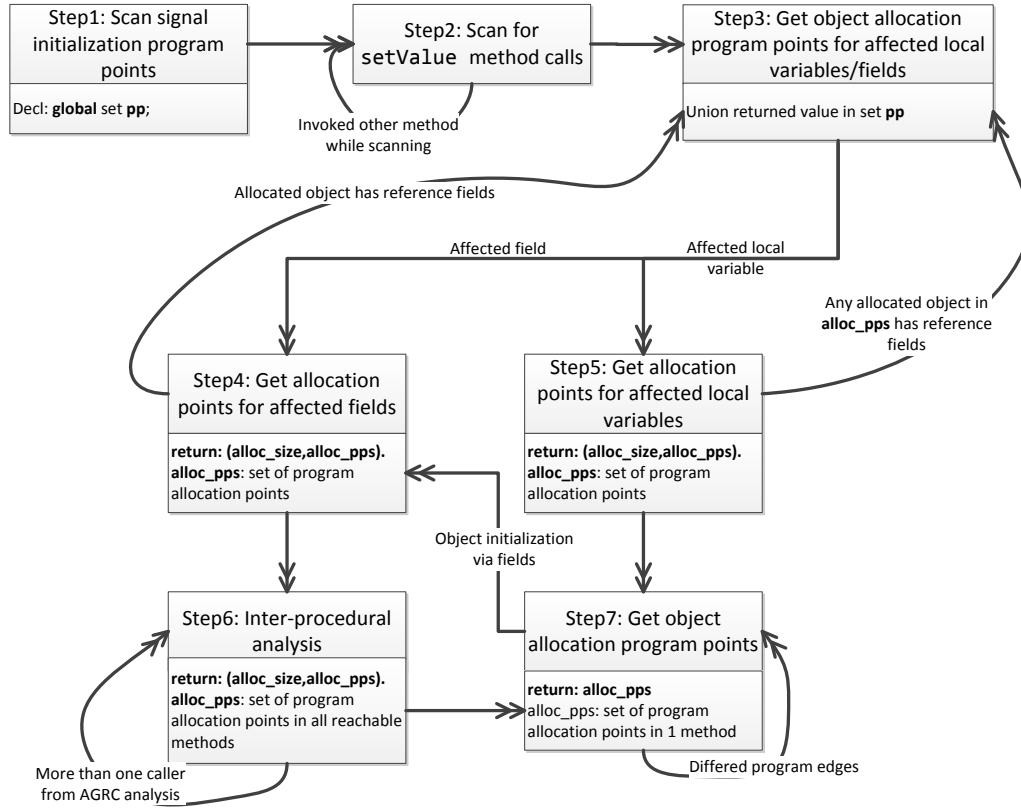 Step1: Scan signal
initialization program
points
Decl: global set pp;
Step2: Scan for
setValue method calls
Invoked other method
while scanning
Step3: Get object allocation
program points for affected local
variables/fields
Union returned value in set pp
Allocated object has reference fields
Affected field
Affected local
variable
Any allocated object in
alloc_pps has reference
fields
Step4: Get allocation
points for affected fields
return: (alloc_size,alloc_pps).
alloc_pps: set of program
allocation points
Step5: Get allocation
points for affected local
variables
return: (alloc_size,alloc_pps).
alloc_pps: set of program
allocation points
Object initialization
via fields
Step6: Inter-procedural
analysis
return: (alloc_size,alloc_pps).
alloc_pps: set of program
allocation points in all reachable
methods
Step7: Get object
allocation program points
return: alloc_pps
alloc_pps: set of program
allocation points in 1 method
More than one caller
from AGRC analysis
Differed program edges